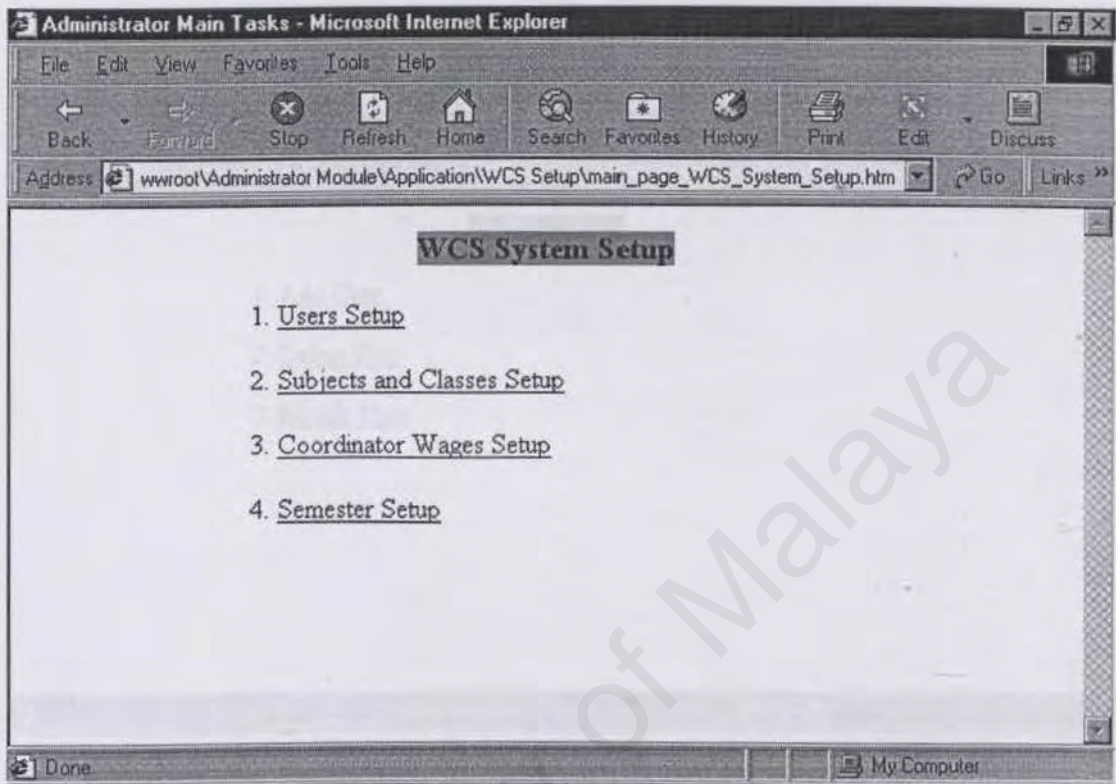 Administrator Main Tasks - Microsoft Internet Explorer
File Edit View Favorites Tools Help
Back Forward Stop Refresh Home Search Favorites History Print Edit Discuss
Address wwroot\Administrator Module\Application\WCS Setup\main_page_WCS_System_Setup.htm Go Links »
WCS System Setup
1. Users Setup
2. Subjects and Classes Setup
3. Coordinator Wages Setup
4. Semester Setup
of Malaya
Done My Computer